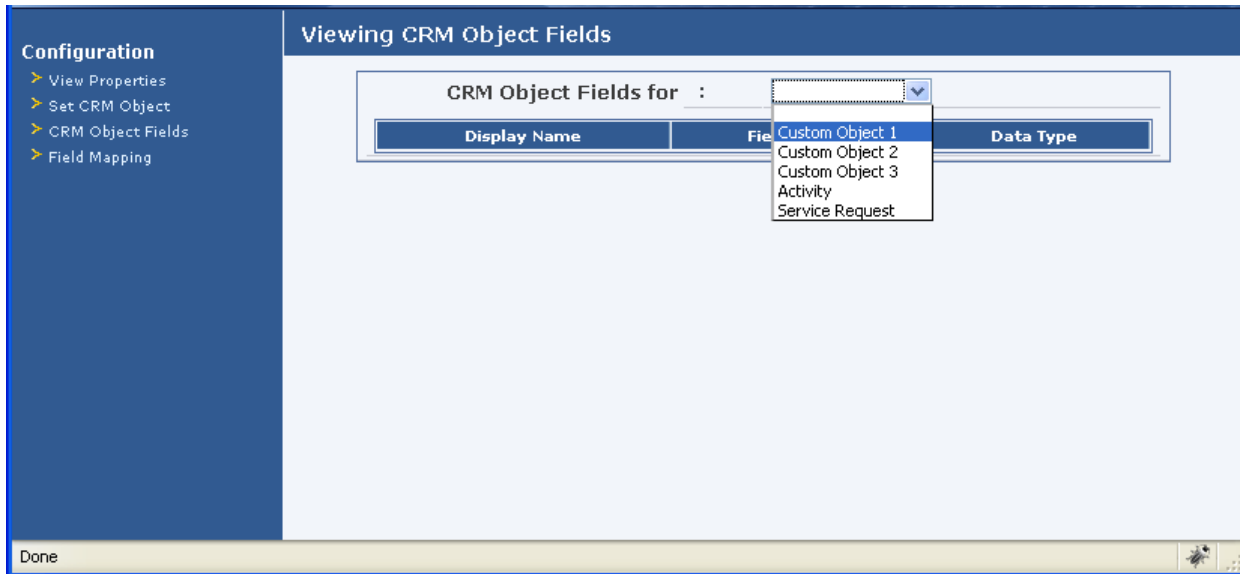 Viewing CRM Object Fields
Configuration
View Properties
Set CRM Object
CRM Object Fields
Field Mapping
CRM Object Fields for :
Display Name Fie Data Type
Custom Object 1
Custom Object 2
Custom Object 3
Activity
Service Request
Done